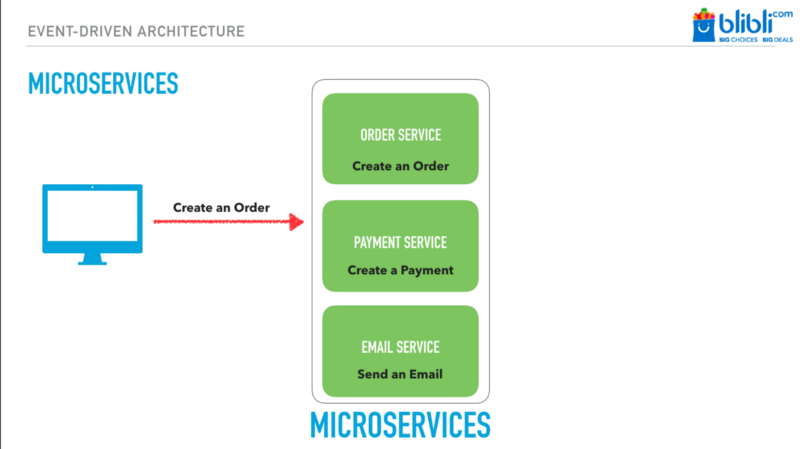 EVENT-DRIVEN ARCHITECTURE
blibli.com
BIG CHOICES BIG DEALS
MICROSERVICES
ORDER SERVICE
Create an Order
Create an Order
PAYMENT SERVICE
Create a Payment
EMAIL SERVICE
Send an Email
MICROSERVICES